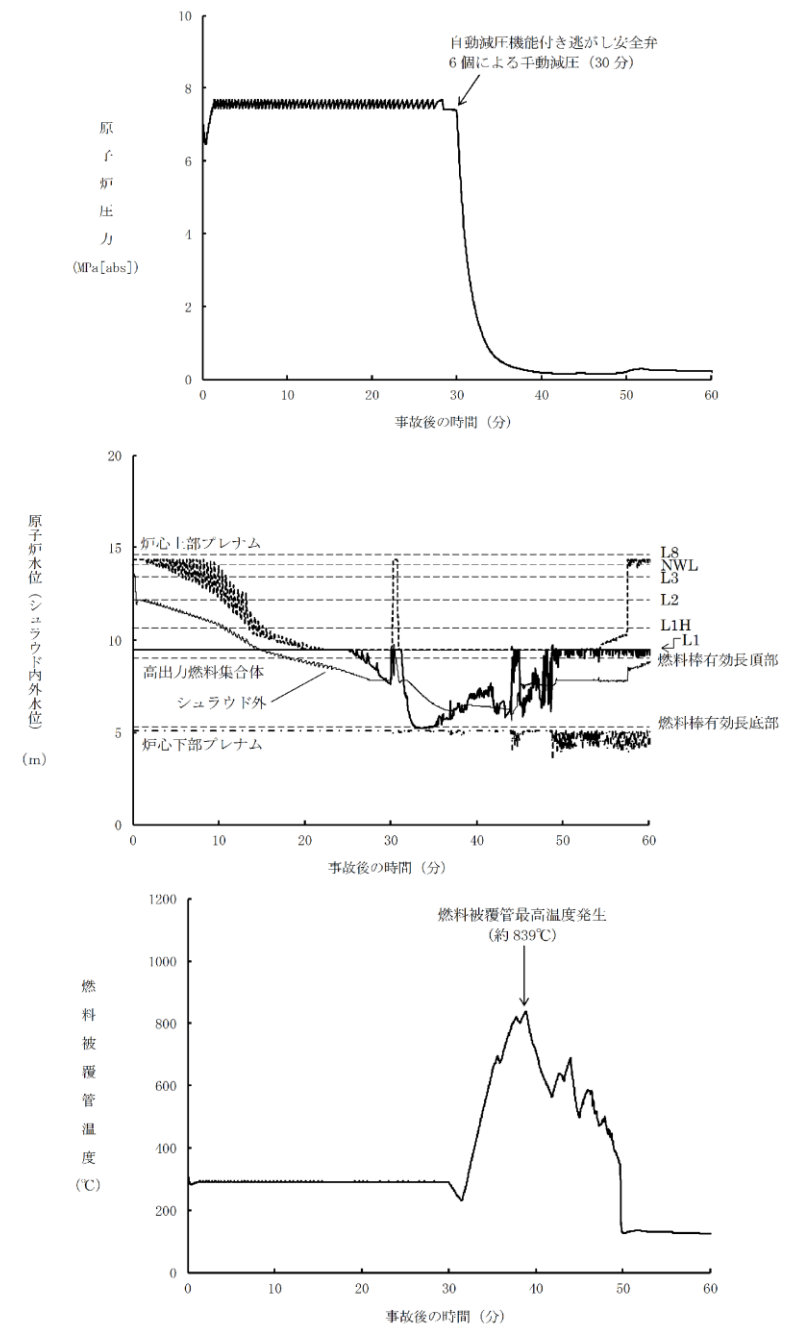 10
8
6
4
2
0
原子炉圧力
(MPa[abs])
自動減圧機能付き逃がし安全弁
6個による手動減圧（30分）
0 10 20 30 40 50 60
事故後の時間（分）
20
15
10
5
0
原子炉水位（シュラウド内外水位）
（m）
炉心上部プレナム
高出力燃料集合体
シュラウド外
炉心下部プレナム
L8
NWL
L3
L2
L1H
L1
燃料棒有効長頂部
燃料棒有効長底部
0 10 20 30 40 50 60
事故後の時間（分）
1200
1000
800
600
400
200
0
燃料被覆管温度
（℃）
燃料被覆管最高温度発生
（約839℃）
0 10 20 30 40 50 60
事故後の時間（分）